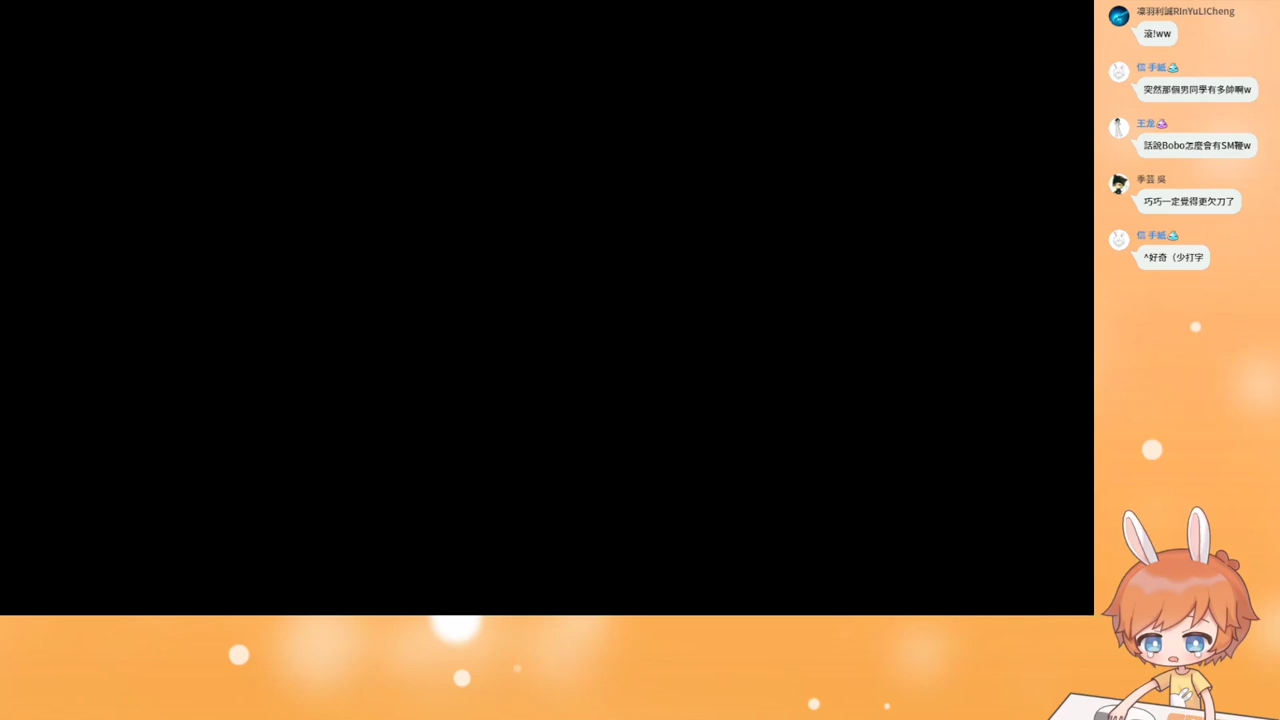 凜羽利誠RInYuLICheng
滾!ww
信 手紙
突然那個男同學有多帥啊w
王龙
話說Bobo怎麼會有SM鞭w
季芸 吳
巧巧一定覺得更欠刀了
信 手紙
^好奇（少打字